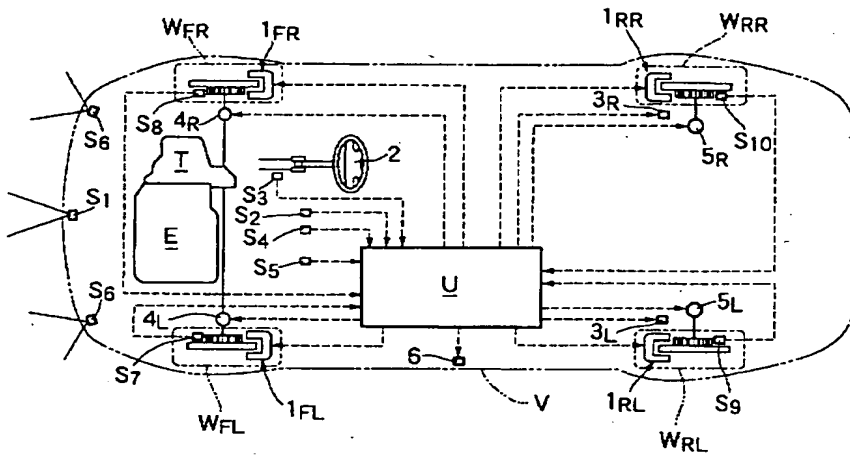 WFR 1FR 1RR WRR
S8 4R 3R S10 5R
S6
T 2
S3
S1 S2
E S4
S5 U
S6 4L 5L
3L
S7 6
WFL 1FL V 1RL S9
WRL